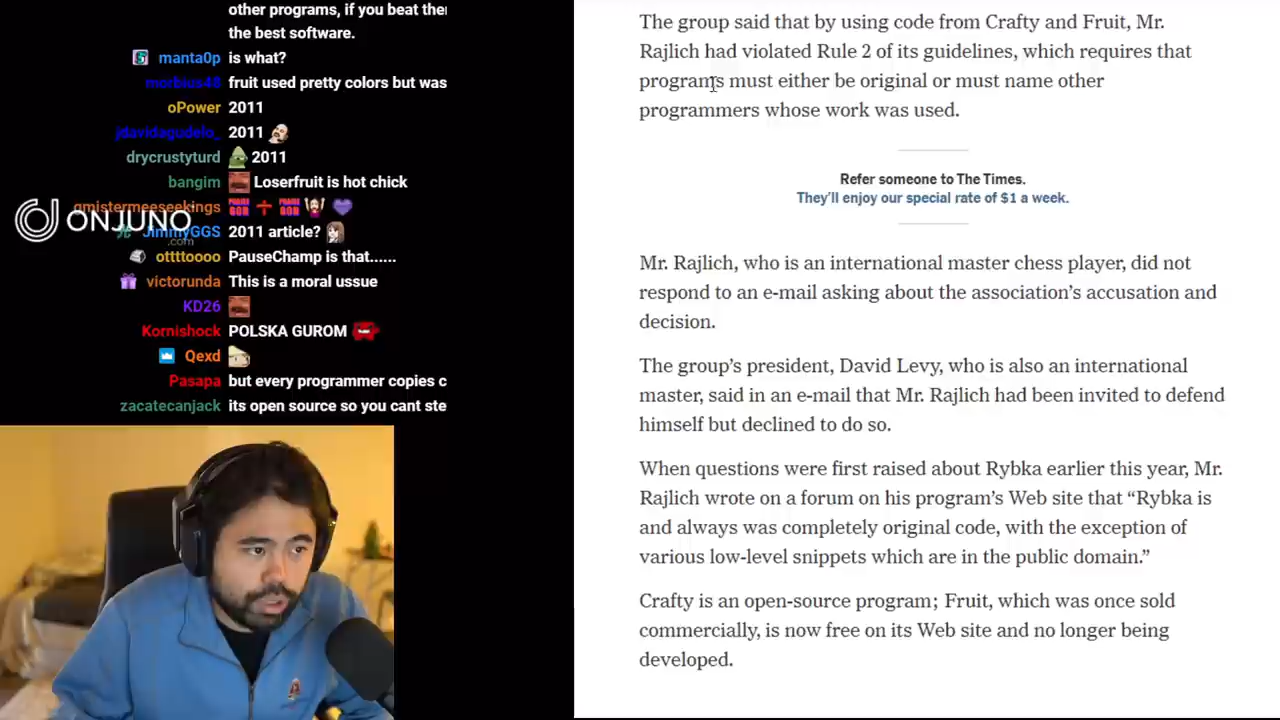 other programs, if you beat ther
the best software.
manta0p is what?
morbius48 fruit used pretty colors but was
oPower 2011
jdavidagudelo_ 2011
drycrustyturd 2011
bangim Loserfruit is hot chick
gmistermeeseekings
JimmyGGS 2011 article?
ottttoooo PauseChamp is that......
victorunda This is a moral ussue
KD26
Kornishock POLSKA GUROM
Qexd
Pasapa but every programmer copies c
zacatecanjack its open source so you cant ste
ONJUNO
.com
The group said that by using code from Crafty and Fruit, Mr.
Rajlich had violated Rule 2 of its guidelines, which requires that
programs must either be original or must name other
programmers whose work was used.
Refer someone to The Times.
They'll enjoy our special rate of $1 a week.
Mr. Rajlich, who is an international master chess player, did not
respond to an e-mail asking about the association's accusation and
decision.
The group's president, David Levy, who is also an international
master, said in an e-mail that Mr. Rajlich had been invited to defend
himself but declined to do so.
When questions were first raised about Rybka earlier this year, Mr.
Rajlich wrote on a forum on his program's Web site that “Rybka is
and always was completely original code, with the exception of
various low-level snippets which are in the public domain.”
Crafty is an open-source program; Fruit, which was once sold
commercially, is now free on its Web site and no longer being
developed.